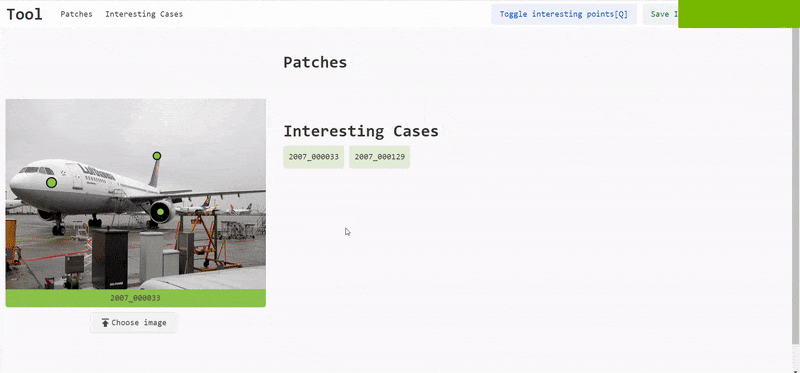 Tool
Patches
Interesting Cases
Toggle interesting points[Q]
Save I
Patches
Interesting Cases
2007_000033
2007_000129
Lufthansa
2007_000033
Choose image